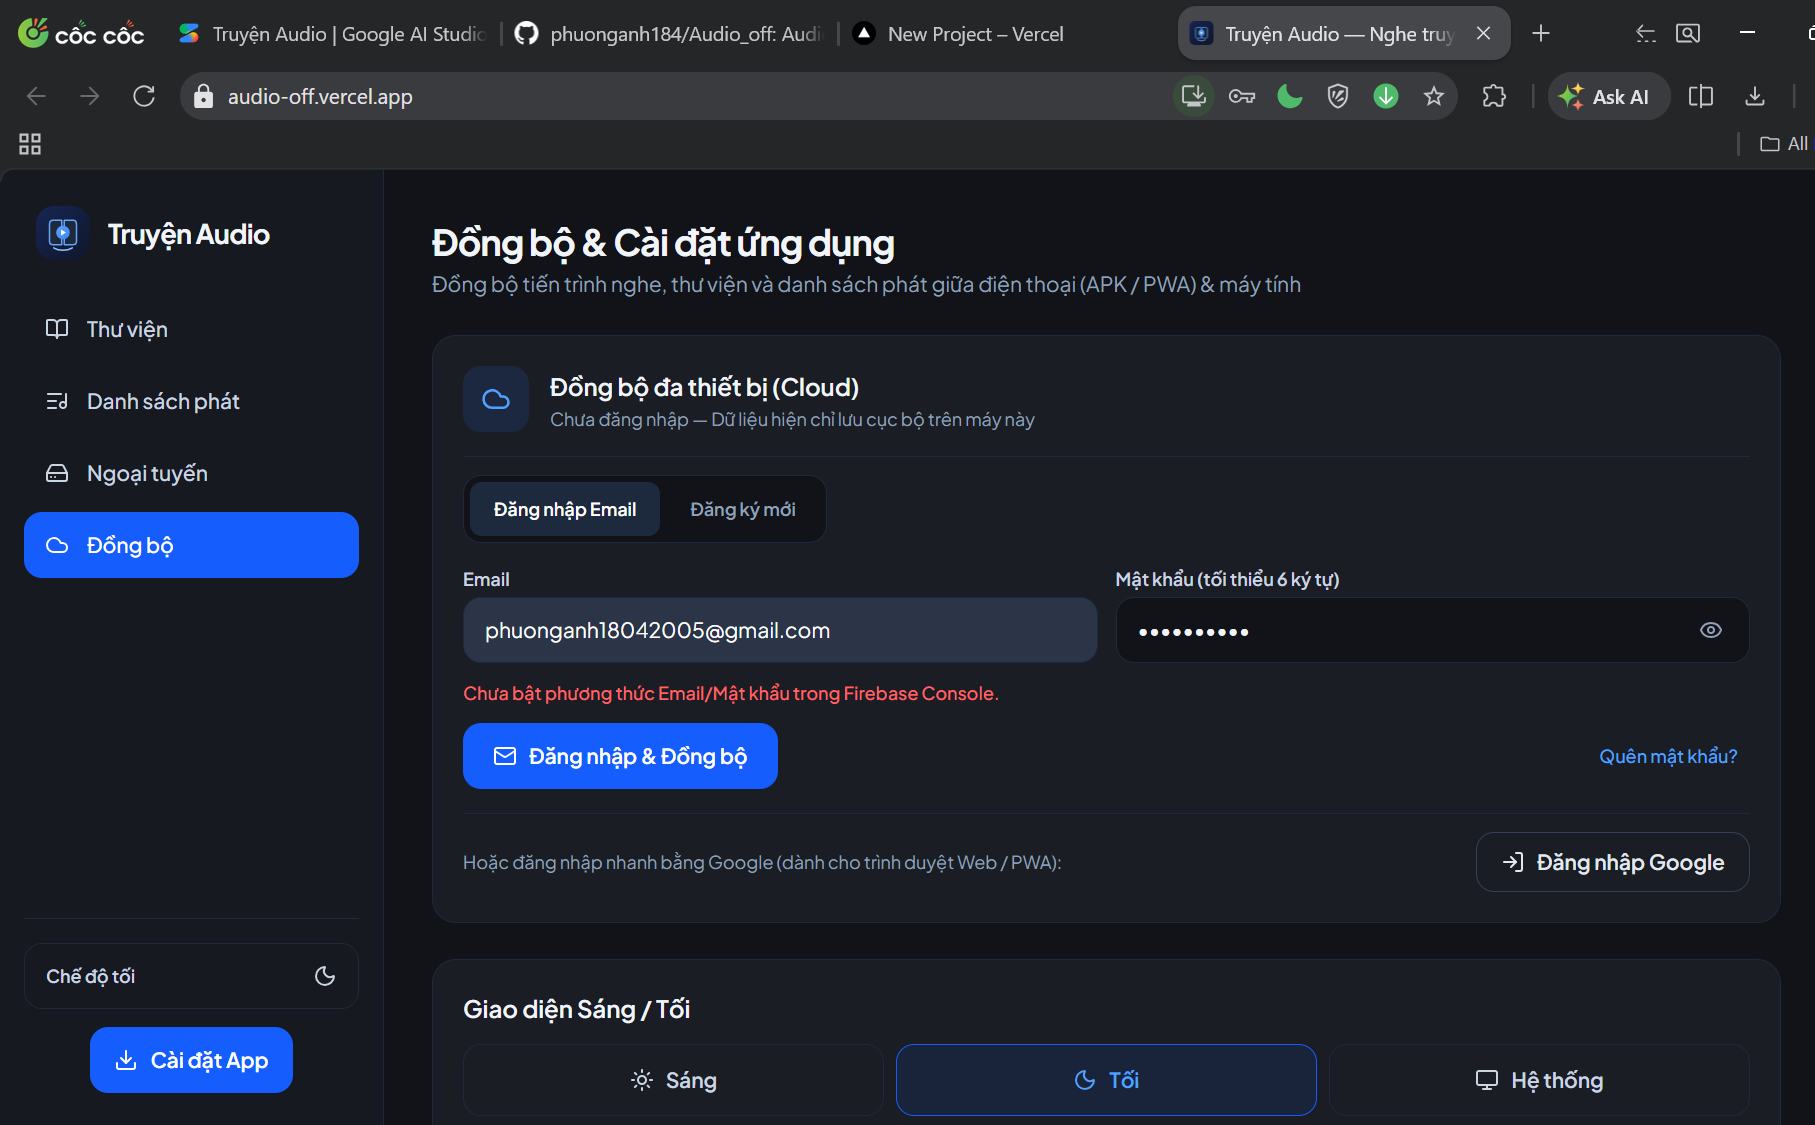 cốc cốc
Truyện Audio | Google AI Studio
phuonganh184/Audio_off: Audi
New Project – Vercel
Truyện Audio — Nghe truy
audio-off.vercel.app
Ask AI
All
Truyện Audio
Thư viện
Danh sách phát
Ngoại tuyến
Đồng bộ
Chế độ tối
Cài đặt App
Đồng bộ & Cài đặt ứng dụng
Đồng bộ tiến trình nghe, thư viện và danh sách phát giữa điện thoại (APK / PWA) & máy tính
Đồng bộ đa thiết bị (Cloud)
Chưa đăng nhập — Dữ liệu hiện chỉ lưu cục bộ trên máy này
Đăng nhập Email
Đăng ký mới
Email
Mật khẩu (tối thiểu 6 ký tự)
phuonganh18042005@gmail.com
••••••••••
Chưa bật phương thức Email/Mật khẩu trong Firebase Console.
Đăng nhập & Đồng bộ
Quên mật khẩu?
Hoặc đăng nhập nhanh bằng Google (dành cho trình duyệt Web / PWA):
Đăng nhập Google
Giao diện Sáng / Tối
Sáng
Tối
Hệ thống